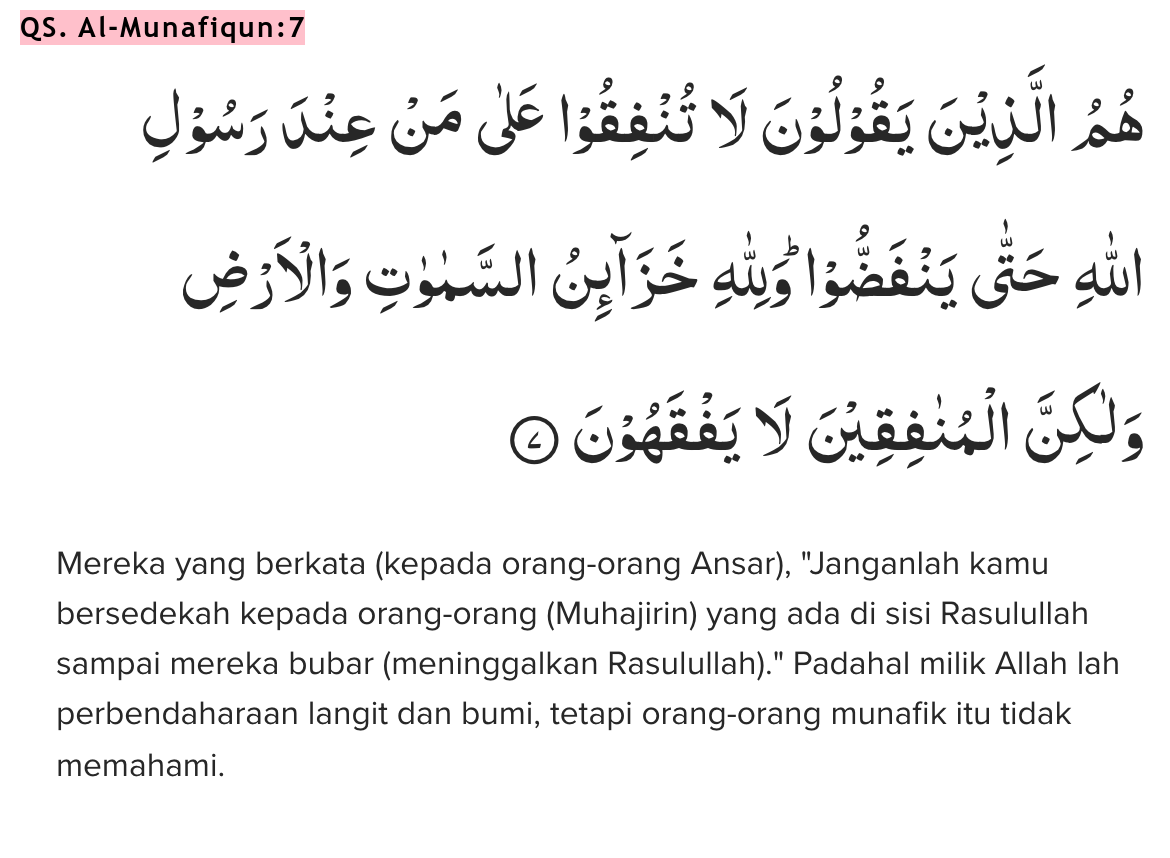 QS. Al-Munafiqun:7
هُمُ الَّذِيْنَ يَقُوْلُوْنَ لَا تُنْفِقُوْا عَلٰى مَنْ عِنْدَ رَسُوْلِ
اللّٰهِ حَتّٰى يَنْفَضُّوْاۗ وَلِلّٰهِ خَزَاۤىِٕنُ السَّمٰوٰتِ وَالْاَرْضِ
وَلٰكِنَّ الْمُنٰفِقِيْنَ لَا يَفْقَهُوْنَ ٧
Mereka yang berkata (kepada orang-orang Ansar), "Janganlah kamu
bersedekah kepada orang-orang (Muhajirin) yang ada di sisi Rasulullah
sampai mereka bubar (meninggalkan Rasulullah)." Padahal milik Allah lah
perbendaharaan langit dan bumi, tetapi orang-orang munafik itu tidak
memahami.